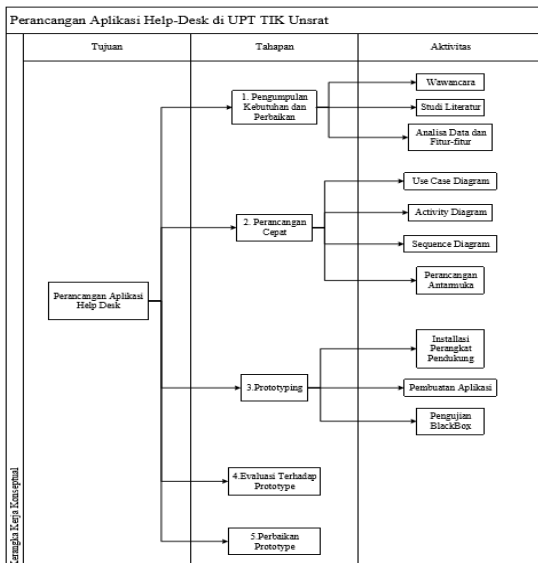 Perancangan Aplikasi Help-Desk di UPT TIK Unsrat
Tujuan
Tahapan
Aktivitas
Perancangan Aplikasi
Help Desk
1. Pengumpulan
Kebutuhan dan
Perbaikan
Wawancara
Studi Literatur
Analisa Data dan
Fitur-fitur
2. Perancangan
Cepat
Use Case Diagram
Activity Diagram
Sequence Diagram
Perancangan
Antarmuka
3.Prototyping
Installasi
Perangkat
Pendukung
Pembuatan Aplikasi
Pengujian
BlackBox
4.Evaluasi Terhadap
Prototype
5.Perbaikan
Prototype
Kerangka Kerja Konseptual